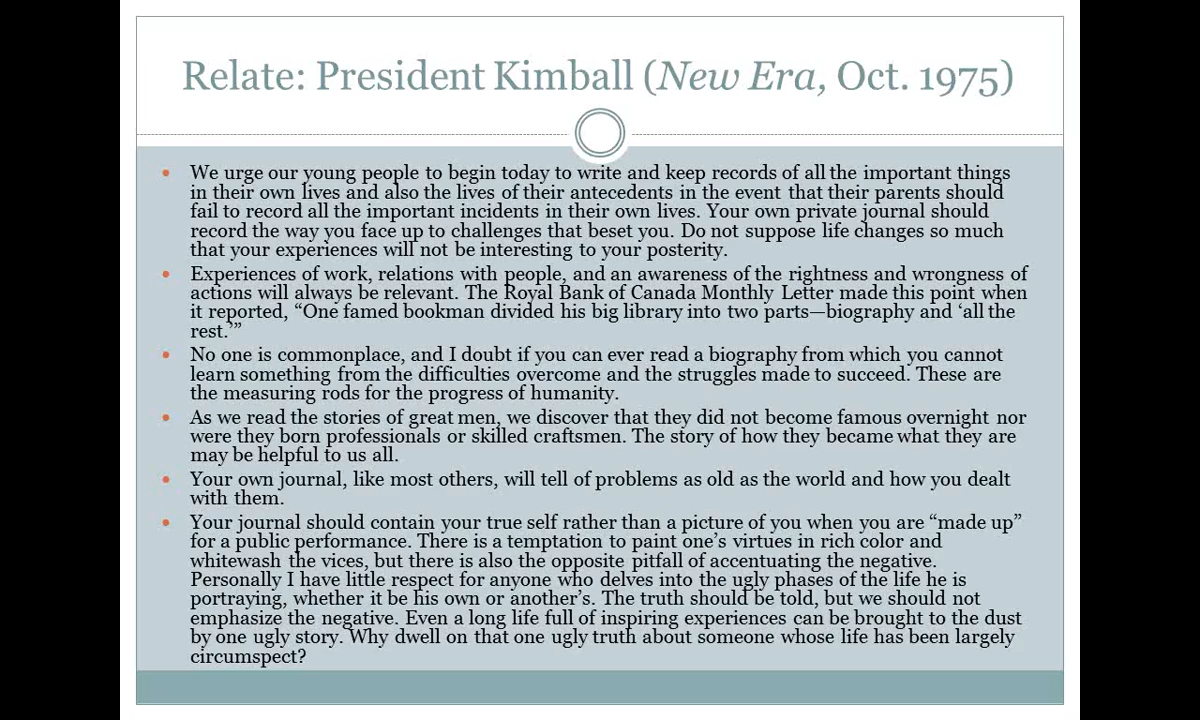 Relate: President Kimball (New Era, Oct. 1975)
• We urge our young people to begin today to write and keep records of all the important things
in their own lives and also the lives of their antecedents in the event that their parents should
fail to record all the important incidents in their own lives. Your own private journal should
record the way you face up to challenges that beset you. Do not suppose life changes so much
that your experiences will not be interesting to your posterity.
• Experiences of work, relations with people, and an awareness of the rightness and wrongness of
actions will always be relevant. The Royal Bank of Canada Monthly Letter made this point when
it reported, “One famed bookman divided his big library into two parts—biography and ‘all the
rest.’”
• No one is commonplace, and I doubt if you can ever read a biography from which you cannot
learn something from the difficulties overcome and the struggles made to succeed. These are
the measuring rods for the progress of humanity.
• As we read the stories of great men, we discover that they did not become famous overnight nor
were they born professionals or skilled craftsmen. The story of how they became what they are
may be helpful to us all.
• Your own journal, like most others, will tell of problems as old as the world and how you dealt
with them.
• Your journal should contain your true self rather than a picture of you when you are “made up”
for a public performance. There is a temptation to paint one’s virtues in rich color and
whitewash the vices, but there is also the opposite pitfall of accentuating the negative.
Personally I have little respect for anyone who delves into the ugly phases of the life he is
portraying, whether it be his own or another’s. The truth should be told, but we should not
emphasize the negative. Even a long life full of inspiring experiences can be brought to the dust
by one ugly story. Why dwell on that one ugly truth about someone whose life has been largely
circumspect?